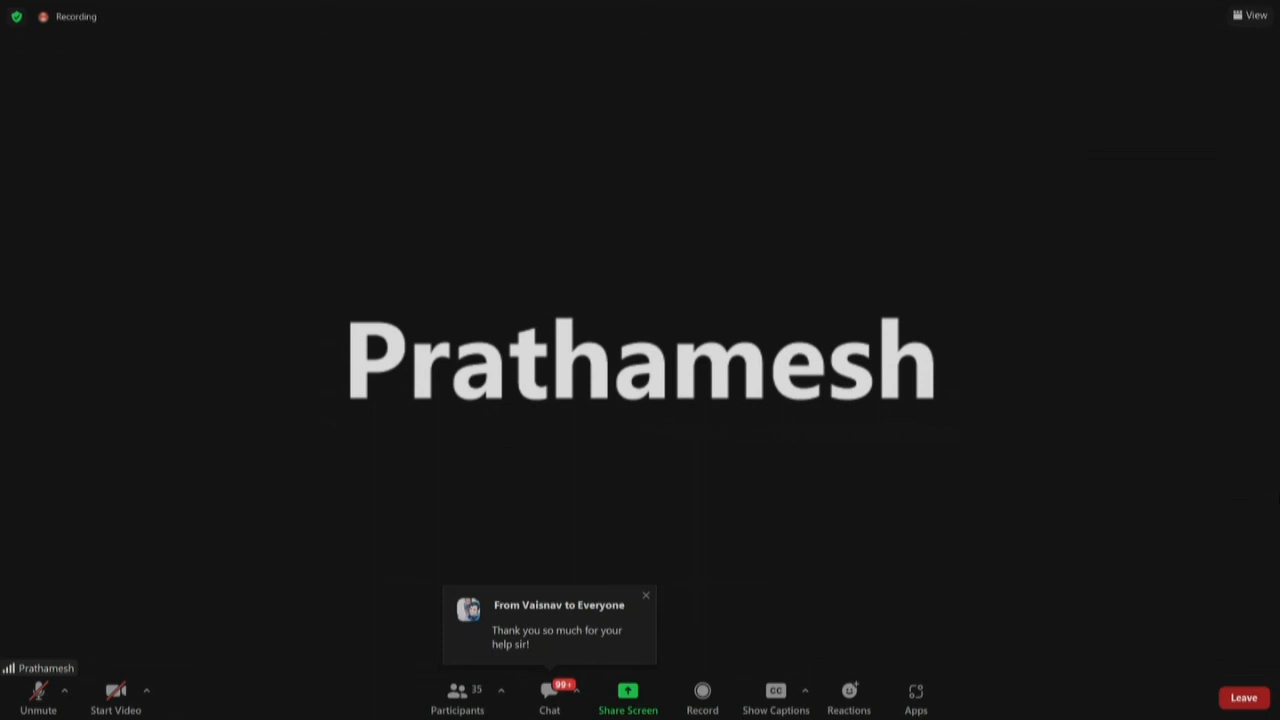 Recording
View
Prathamesh
From Vaisnav to Everyone
Thank you so much for your
help sir!
Prathamesh
35
99+
CC
Unmute
Start Video
Participants
Chat
Share Screen
Record
Show Captions
Reactions
Apps
Leave